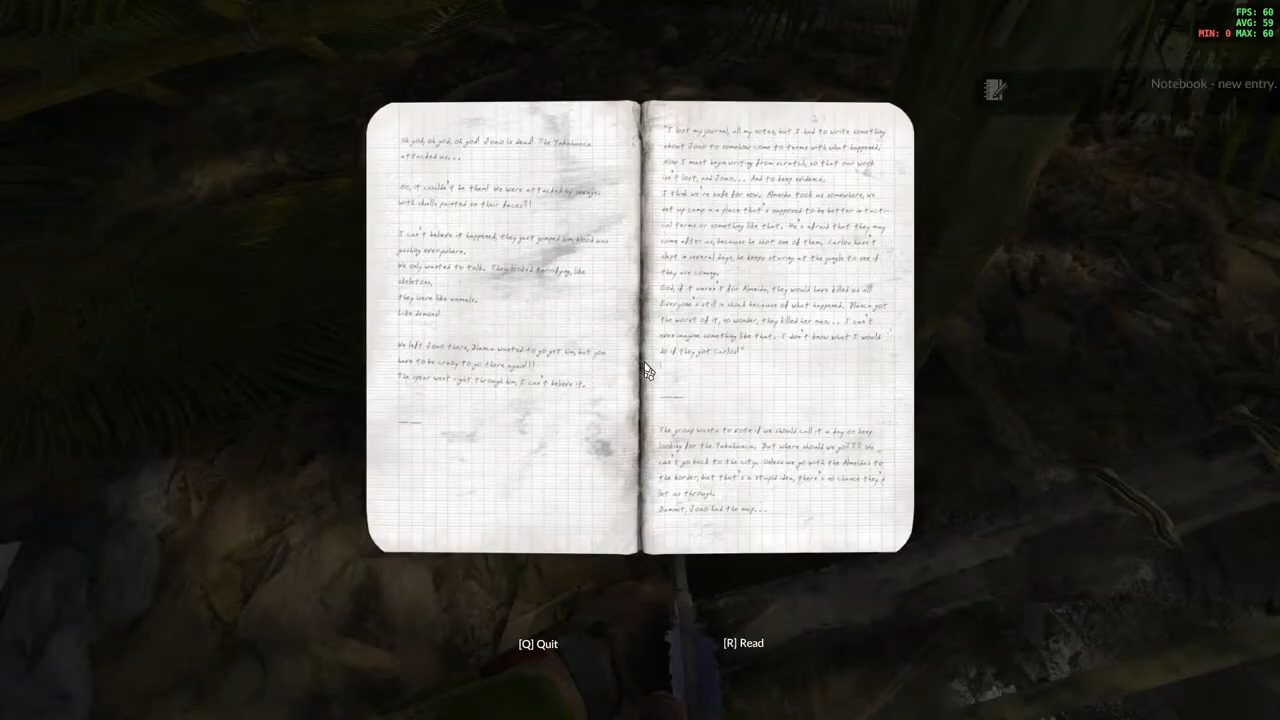 FPS: 60
AVG: 59
MIN: 0 MAX: 60
Notebook - new entry.
Oh god, oh god, oh god! Joao is dead! The Yabahuaca
attacked us...
No, it couldn't be them! We were attacked by savages
with skulls painted on their faces?!
I can't believe it happened, they just jumped him, blood was
gushing everywhere.
We only wanted to talk. They looked terrifying, like
skeletons,
they were like animals.
Like demons!
We left Joao there, Bianca wanted to go get him, but you
have to be crazy to go there again!!!
The spear went right through him, I can't believe it.
"I lost my journal, all my notes, but I had to write something
about Joao to somehow come to terms with what happened.
Now I must begin writing from scratch, so that our work
isn't lost, and Joao... And to keep evidence.
I think we're safe for now. Almeida took us somewhere, we
set up camp in a place that's supposed to be better in tacti-
cal terms or something like that. He's afraid that they may
come after us, because he shot one of them. Carlos hasn't
slept in several days, he keeps staring at the jungle to see if
they are coming.
God, if it weren't for Almeida, they would have killed us all!
Everyone's still in shock because of what happened. Bianca got
the worst of it, no wonder, they killed her man... I can't
even imagine something like that. I don't know what I would
do if they got Carlos!"
The group wants to vote if we should call it a day or keep
looking for the Yabahuaca. But where should we go??? We
can't go back to the city. Unless we go with the Almeidas to
the border, but that's a stupid idea, there's no chance they'd
let us through.
Dammit, Joao had the map...
[Q] Quit
[R] Read